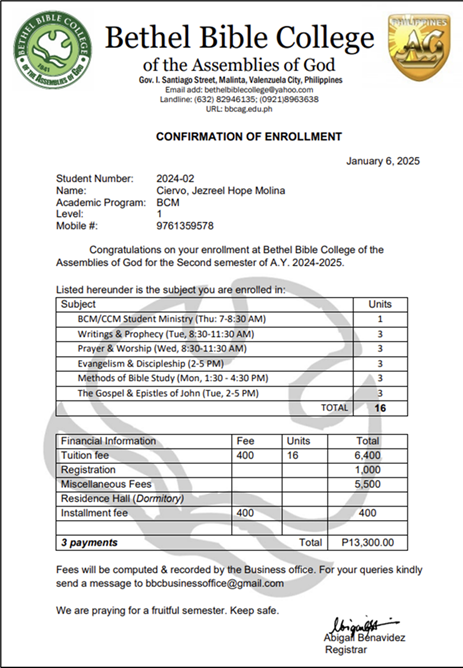 BETHEL BIBLE COLLEGE
1941
OF THE ASSEMBLIES OF GOD
PHILIPPINES
AG
Bethel Bible College
of the Assemblies of God
Gov. I. Santiago Street, Malinta, Valenzuela City, Philippines
Email add: bethelbiblecollege@yahoo.com
Landline: (632) 82946135; (0921)8963638
URL: bbcag.edu.ph
CONFIRMATION OF ENROLLMENT
January 6, 2025
Student Number: 2024-02
Name: Ciervo, Jezreel Hope Molina
Academic Program: BCM
Level: 1
Mobile #: 9761359578
Congratulations on your enrollment at Bethel Bible College of the
Assemblies of God for the Second semester of A.Y. 2024-2025.
Listed hereunder is the subject you are enrolled in:
Subject Units
BCM/CCM Student Ministry (Thu: 7-8:30 AM) 1
Writings & Prophecy (Tue, 8:30-11:30 AM) 3
Prayer & Worship (Wed, 8:30-11:30 AM) 3
Evangelism & Discipleship (2-5 PM) 3
Methods of Bible Study (Mon, 1:30 - 4:30 PM) 3
The Gospel & Epistles of John (Tue, 2-5 PM) 3
TOTAL 16
Financial Information Fee Units Total
Tuition fee 400 16 6,400
Registration 1,000
Miscellaneous Fees 5,500
Residence Hall (Dormitory)
Installment fee 400 400
3 payments Total P13,300.00
Fees will be computed & recorded by the Business office. For your queries kindly
send a message to bbcbusinessoffice@gmail.com
We are praying for a fruitful semester. Keep safe.
Abigail Benavidez
Registrar